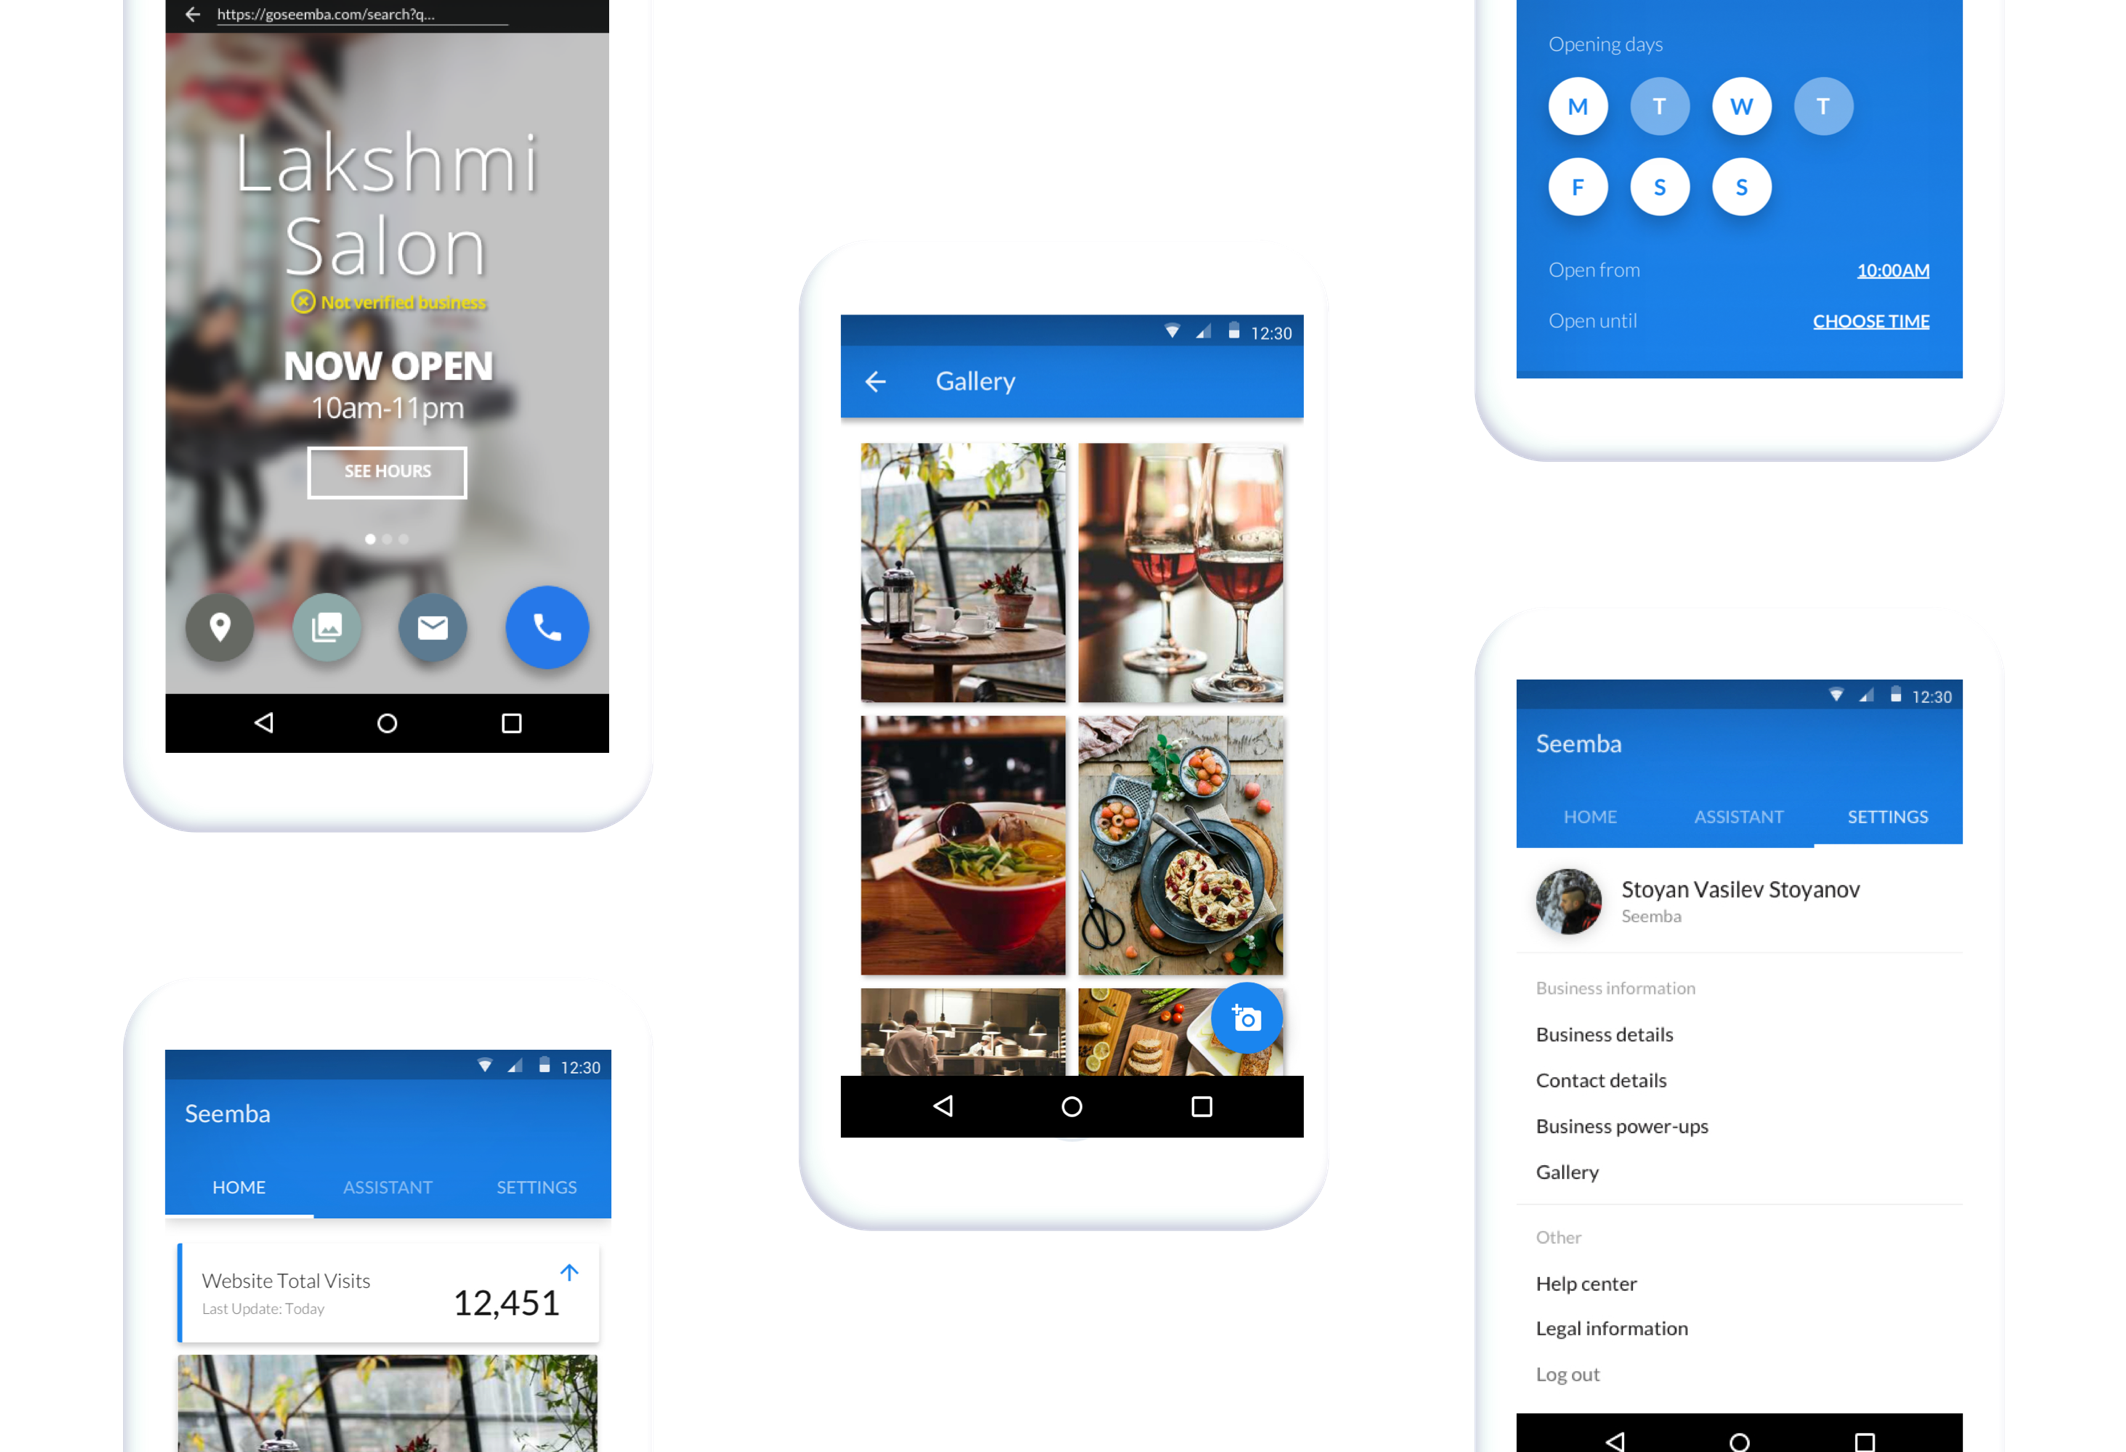 https://goseemba.com/search?q...
Lakshmi
Salon
Not verified business
NOW OPEN
10am-11pm
SEE HOURS
12:30
Seemba
HOME ASSISTANT SETTINGS
Website Total Visits
12,451
Last Update: Today
12:30
Gallery
Opening days
M T W T
F S S
Open from 10:00AM
Open until CHOOSE TIME
12:30
Seemba
HOME ASSISTANT SETTINGS
Stoyan Vasilev Stoyanov
Seemba
Business information
Business details
Contact details
Business power-ups
Gallery
Other
Help center
Legal information
Log out